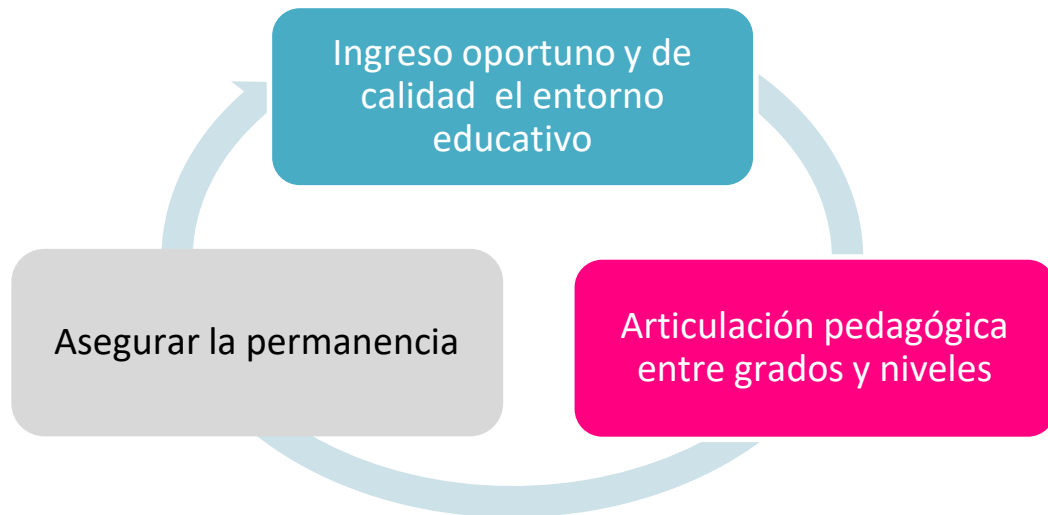 Ingreso oportuno y de
calidad  el entorno
educativo
Asegurar la permanencia
Articulación pedagógica
entre grados y niveles